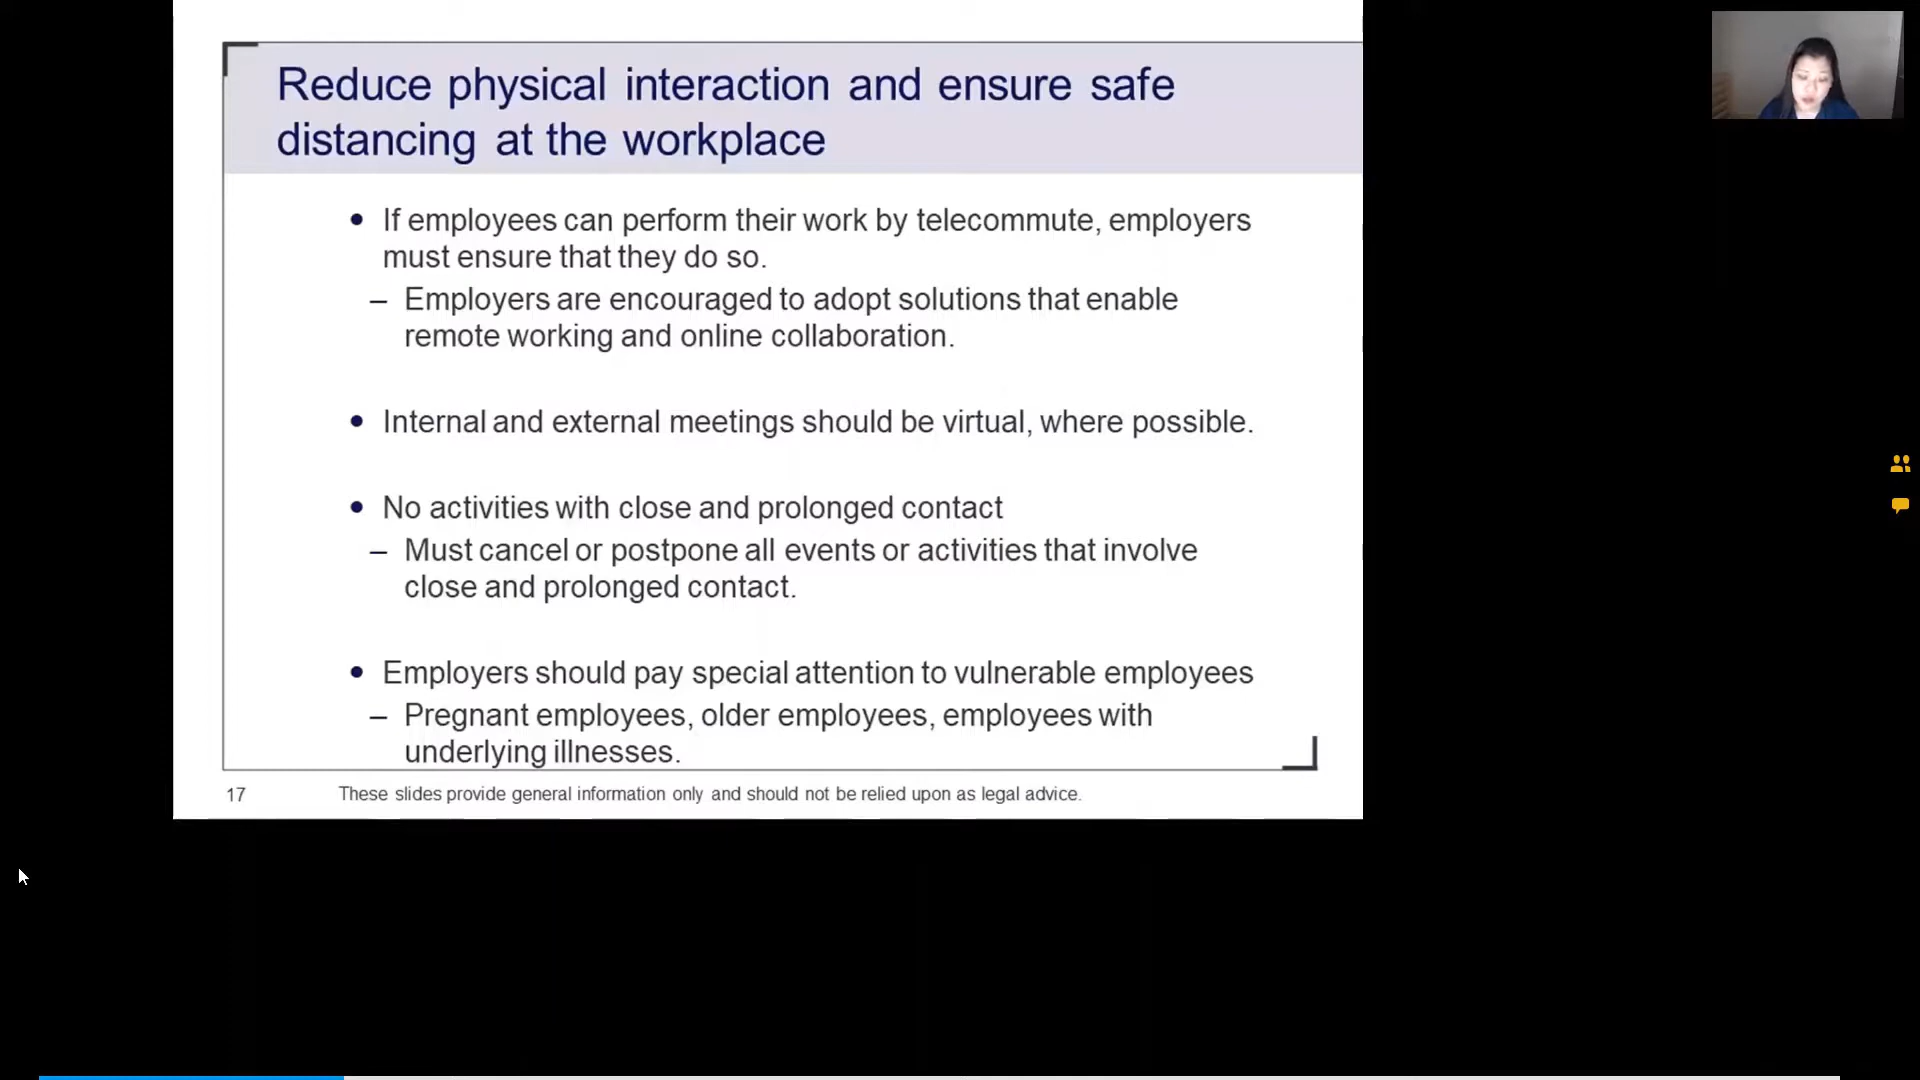 Reduce physical interaction and ensure safe
distancing at the workplace
• If employees can perform their work by telecommute, employers
must ensure that they do so.
– Employers are encouraged to adopt solutions that enable
remote working and online collaboration.
• Internal and external meetings should be virtual, where possible.
• No activities with close and prolonged contact
– Must cancel or postpone all events or activities that involve
close and prolonged contact.
• Employers should pay special attention to vulnerable employees
– Pregnant employees, older employees, employees with
underlying illnesses.
17 These slides provide general information only and should not be relied upon as legal advice.